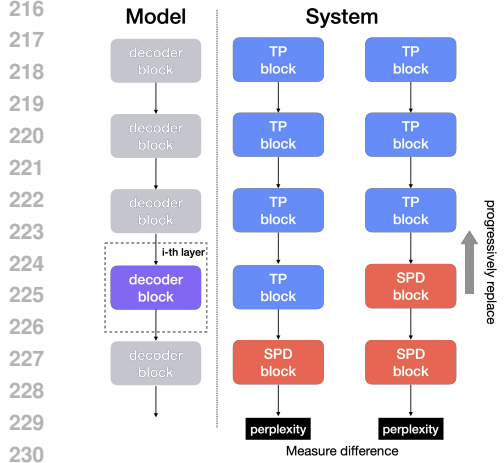 216
217
218
219
220
221
222
223
224
225
226
227
228
229
230
Model
System
decoder
block
decoder
block
decoder
block
i-th layer
decoder
block
decoder
block
TP
block
TP
block
TP
block
TP
block
SPD
block
perplexity
TP
block
TP
block
TP
block
SPD
block
SPD
block
perplexity
Measure difference
progressively replace